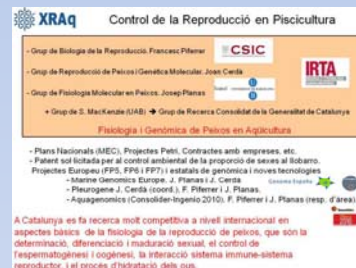 XRAq
Control de la Reproducció en Piscicultura
- Grup de Biologia de la Reproducció. Francesc Piferrer
CSIC
- Grup de Reproducció de Peixos i Genètica Molecular. Joan Cerdà
IRTA
- Grup de Fisiologia Molecular en Peixos. Josep Planas
+ Grup de S. MacKenzie (UAB) → Grup de Recerca Consolidat de la Generalitat de Catalunya
Fisiologia i Genòmica de Peixos en Aqüicultura
- Plans Nacionals (MEC), Projectes Petri, Contractes amb empreses, etc.
- Patent sol·licitada per al control ambiental de la proporció de sexes al llobarro.
Projectes Europeu (FP5, FP6 i FP7) i estatals de genòmica i noves tecnologies
- Marine Genomics Europe. J. Planas i J. Cerdà
Genoma España
- Pleurogene J. Cerdà (coord.), F. Piferrer i J. Planas.
- Aquagenomics (Consolider-Ingenio 2010). F. Piferrer i J. Planas (resp. d'área).
A Catalunya es fa recerca molt competitiva a nivell internacional en
aspectes bàsics de la fisiologia de la reproducció de peixos, que són la
determinació, diferenciació i maduració sexual, el control de
l'espermatogènesi i oogènesi, la interacció sistema immune-sistema
reproductor, i el procés d'hidratació dels ous.